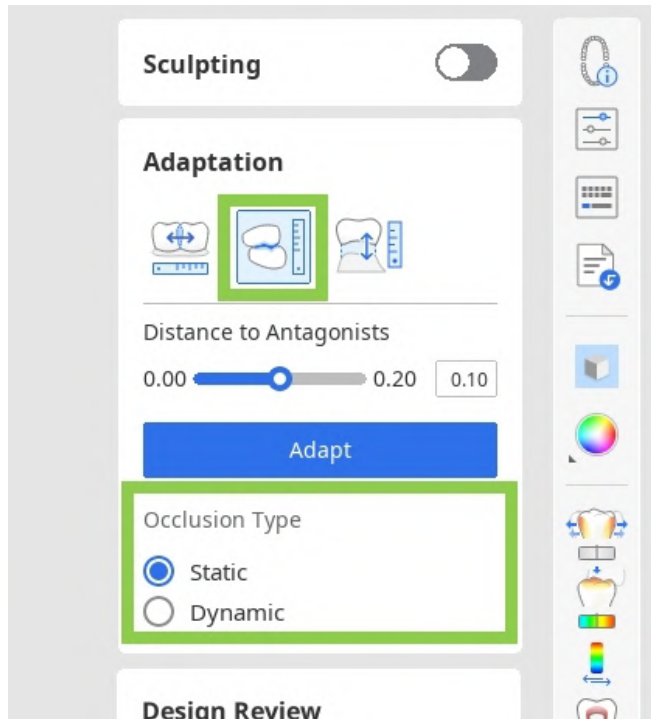 Sculpting
Adaptation
Distance to Antagonists
0.00 0.20 0.10
Adapt
Occlusion Type
Static
Dynamic
Design Review